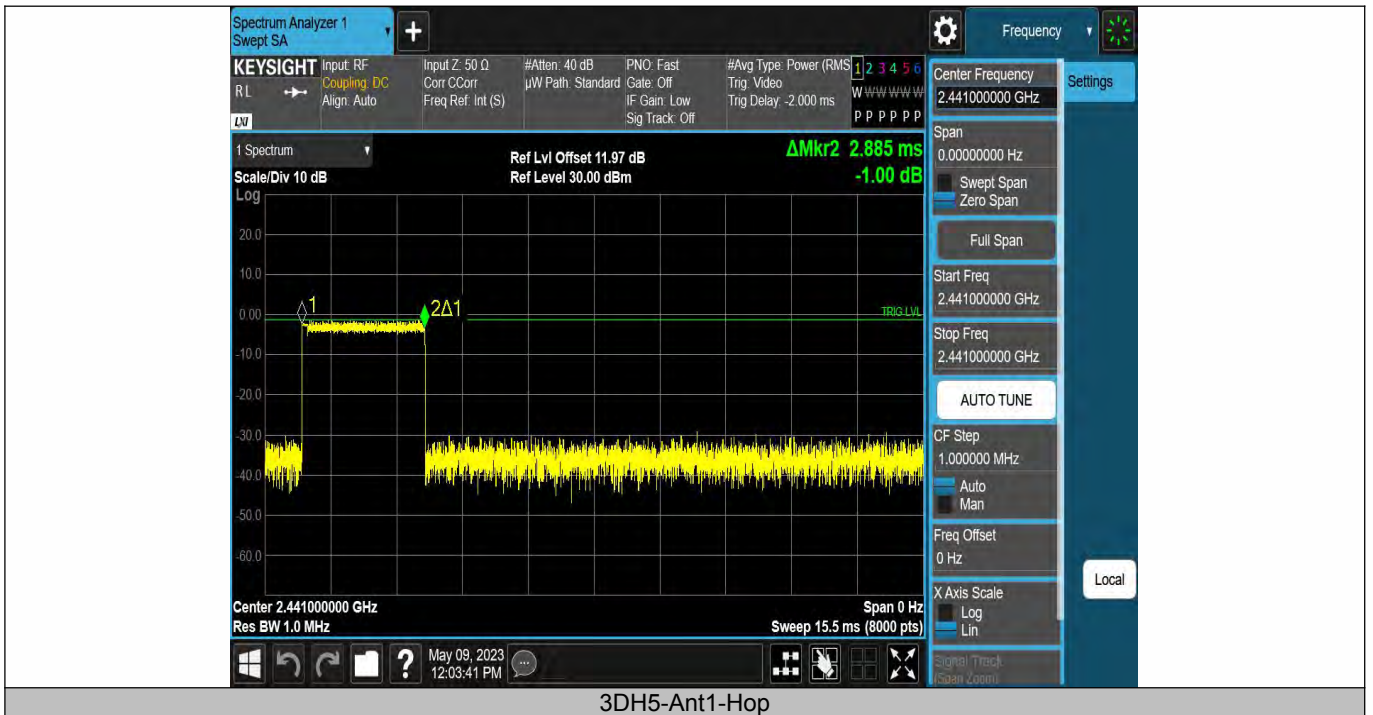 Spectrum Analyzer 1
Swept SA
+
Frequency
KEYSIGHT
RL
LXI
Input: RF
Coupling: DC
Align: Auto
Input Z: 50 Ω
Corr CCorr
Freq Ref: Int (S)
#Atten: 40 dB
µW Path: Standard
PNO: Fast
Gate: Off
IF Gain: Low
Sig Track: Off
#Avg Type: Power (RMS
Trig: Video
Trig Delay: -2.000 ms
1 2 3 4 5 6
W W W W W W
P P P P P P
Center Frequency
2.441000000 GHz
Settings
Span
0.00000000 Hz
Swept Span
Zero Span
Full Span
Start Freq
2.441000000 GHz
Stop Freq
2.441000000 GHz
AUTO TUNE
CF Step
1.000000 MHz
Auto
Man
Freq Offset
0 Hz
X Axis Scale
Log
Lin
Signal Track
(Span Zoom)
Local
1 Spectrum
Scale/Div 10 dB
Ref Lvl Offset 11.97 dB
Ref Level 30.00 dBm
ΔMkr2 2.885 ms
-1.00 dB
Log
20.0
10.0
0.00
-10.0
-20.0
-30.0
-40.0
-50.0
-60.0
1
2Δ1
TRIG LVL
Center 2.441000000 GHz
Res BW 1.0 MHz
Span 0 Hz
Sweep 15.5 ms (8000 pts)
?
May 09, 2023
12:03:41 PM
3DH5-Ant1-Hop